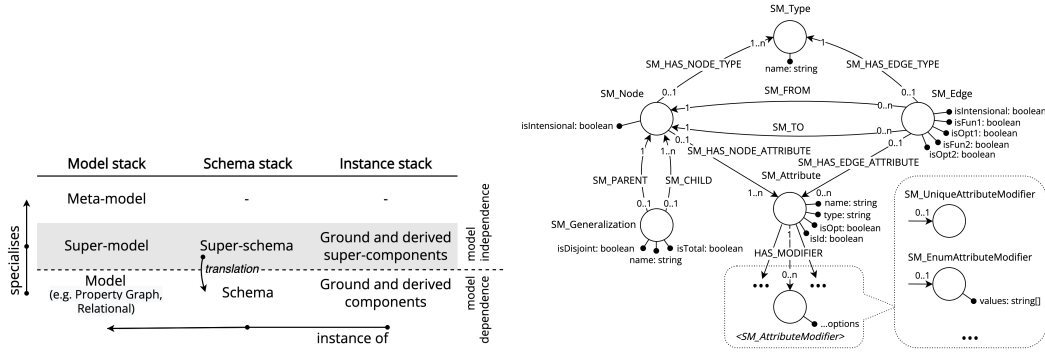 Model stack Schema stack Instance stack
Meta-model - -
Super-model Super-schema Ground and derived
super-components
translation
Model
(e.g. Property Graph,
Relational)
Schema
Ground and derived
components
specialises
model
independence
model
dependence
instance of
SM_Type
1..n
1
name: string
SM_HAS_NODE_TYPE
SM_HAS_EDGE_TYPE
0..1
0..1
SM_Node
SM_FROM
SM_Edge
1
0..n
isIntensional: boolean
isIntensional: boolean
isFun1: boolean
isOpt1: boolean
isFun2: boolean
isOpt2: boolean
1
SM_TO
0..n
0..1
0..1
1
1..n
SM_HAS_NODE_ATTRIBUTE
SM_HAS_EDGE_ATTRIBUTE
SM_PARENT
SM_CHILD
SM_Attribute
1..n
0..n
0..1
0..1
name: string
type: string
isOpt: boolean
isId: boolean
SM_Generalization
isDisjoint: boolean
isTotal: boolean
name: string
1
HAS_MODIFIER
•••
•••
0..n
...options
<SM_AttributeModifier>
SM_UniqueAttributeModifier
0..1
SM_EnumAttributeModifier
0..1
values: string[]
•••